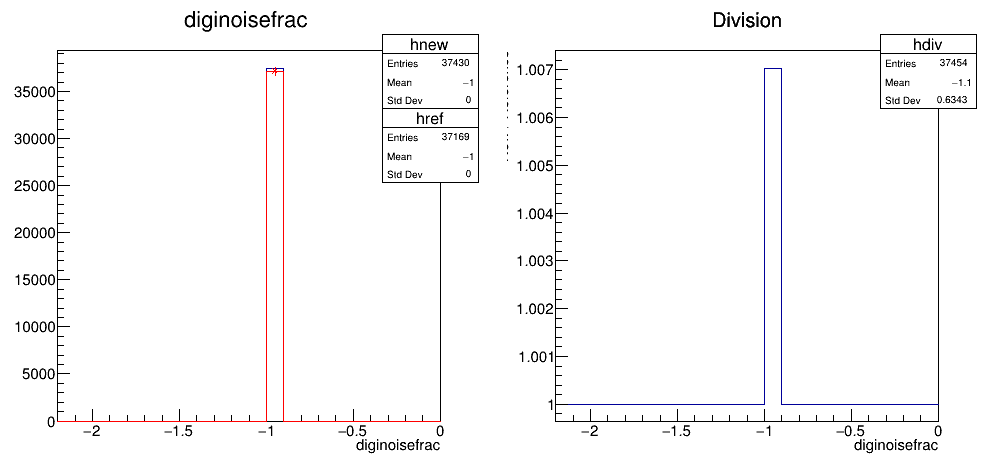 diginoisefrac
hnew
Entries 37430
Mean −1
Std Dev 0
href
Entries 37169
Mean −1
Std Dev 0
35000
30000
25000
20000
15000
10000
5000
0
−2 −1.5 −1 −0.5 0
diginoisefrac
Division
hdiv
Entries 37454
Mean −1.1
Std Dev 0.6343
1.007
1.006
1.005
1.004
1.003
1.002
1.001
1
−2 −1.5 −1 −0.5 0
diginoisefrac